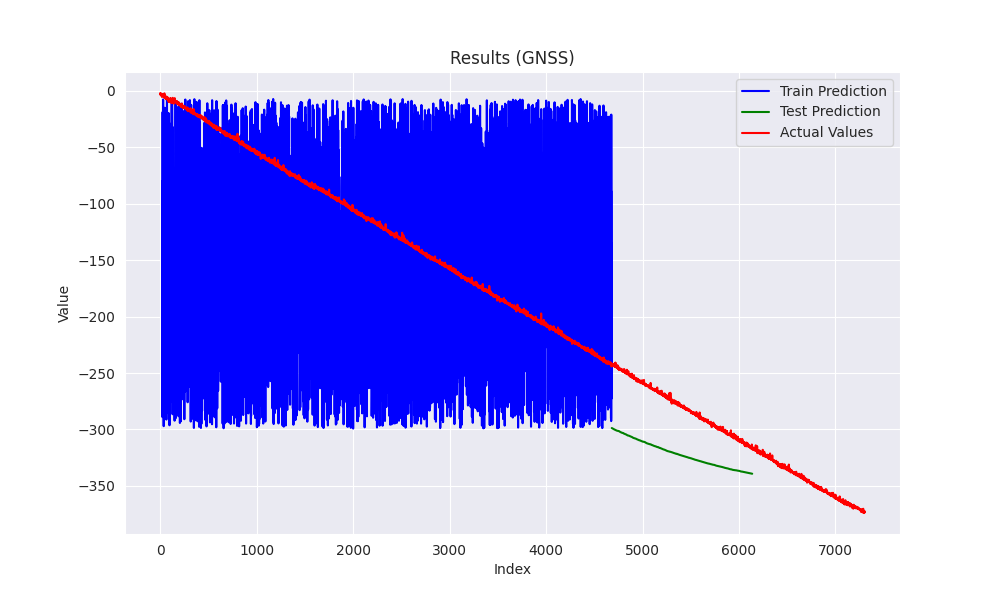 Results (GNSS)
Train Prediction
Test Prediction
Actual Values
Value
0
−50
−100
−150
−200
−250
−300
−350
0 1000 2000 3000 4000 5000 6000 7000
Index